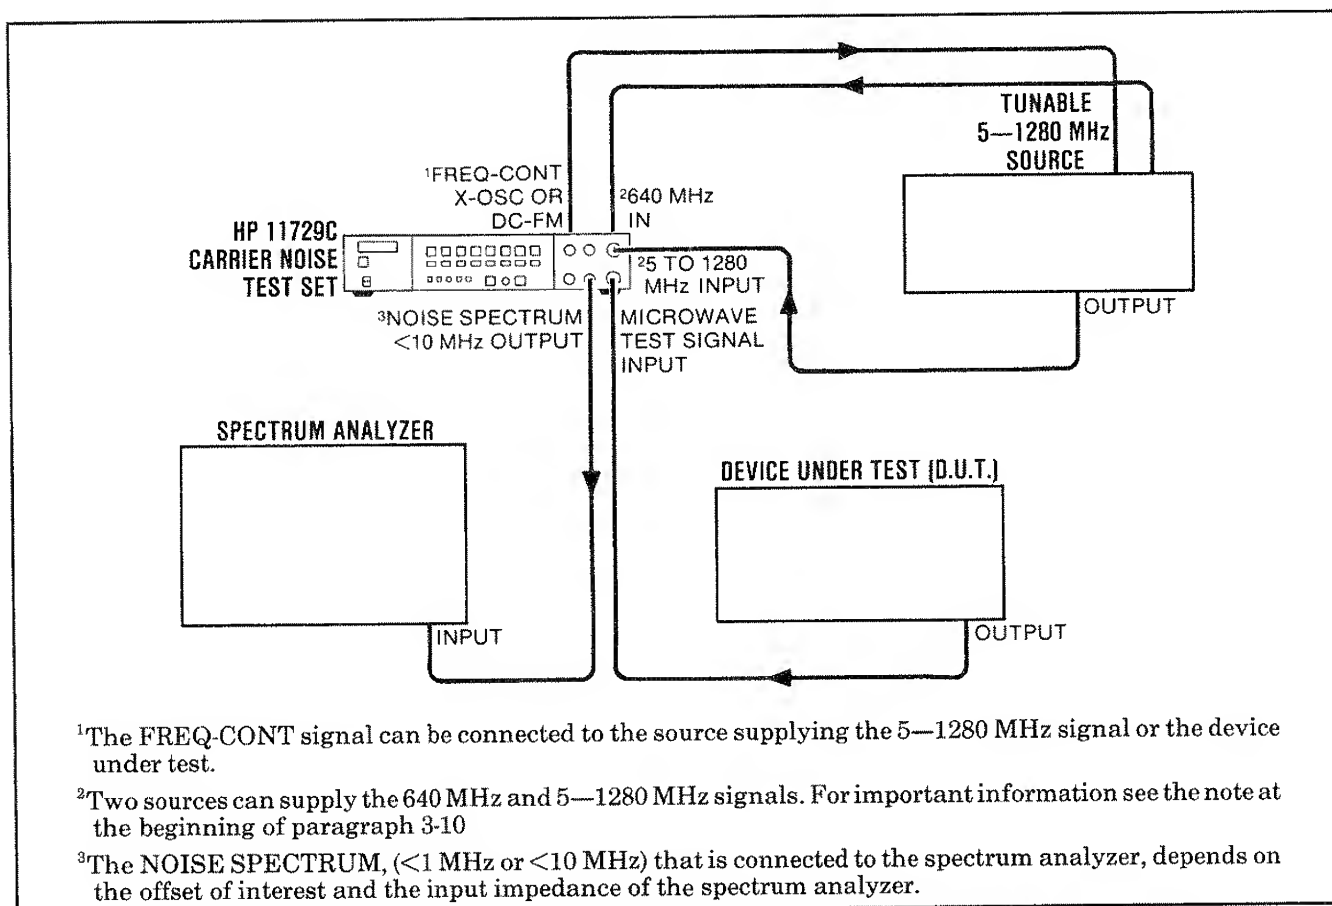 TUNABLE
5—1280 MHz
SOURCE
¹FREQ-CONT
X-OSC OR
DC-FM
²640 MHz
IN
HP 11729C
CARRIER NOISE
TEST SET
²5 TO 1280
MHz INPUT
OUTPUT
³NOISE SPECTRUM
<10 MHz OUTPUT
MICROWAVE
TEST SIGNAL
INPUT
SPECTRUM ANALYZER
INPUT
DEVICE UNDER TEST (D.U.T.)
OUTPUT
¹The FREQ-CONT signal can be connected to the source supplying the 5—1280 MHz signal or the device
under test.
²Two sources can supply the 640 MHz and 5—1280 MHz signals. For important information see the note at
the beginning of paragraph 3-10
³The NOISE SPECTRUM, (<1 MHz or <10 MHz) that is connected to the spectrum analyzer, depends on
the offset of interest and the input impedance of the spectrum analyzer.